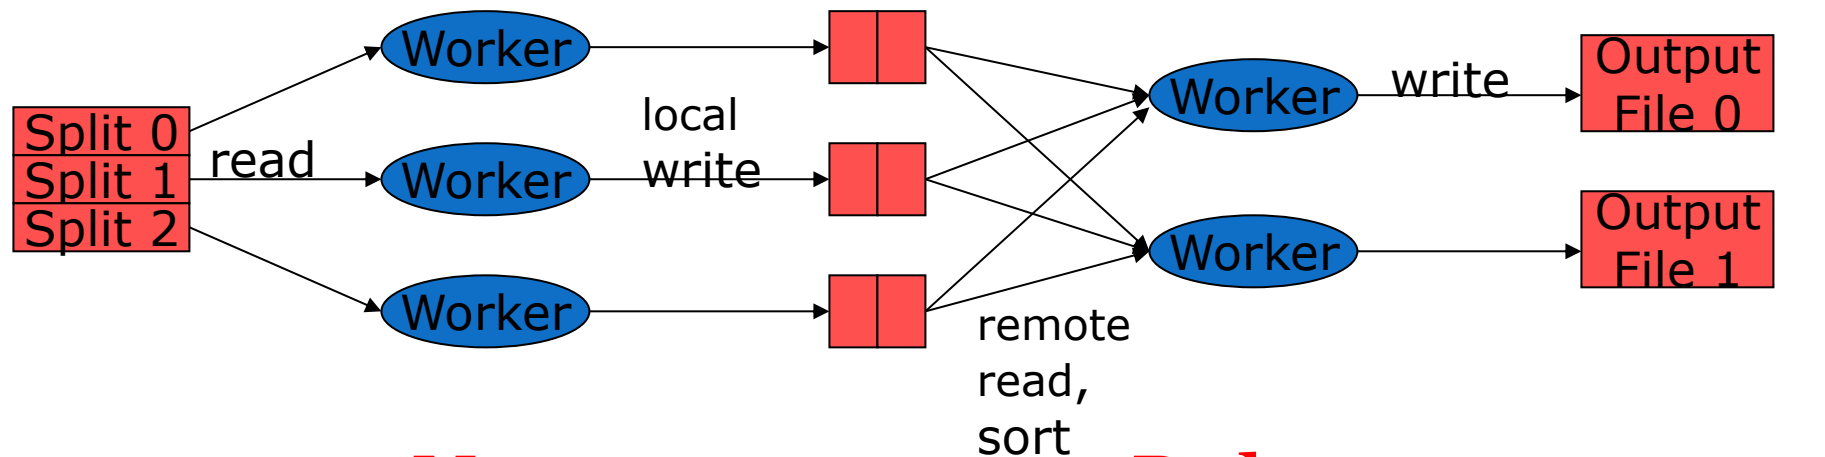 Worker
Worker
Worker
Split 0
Split 1
Split 2
read
local
write
Worker
Worker
remote
read,
sort
write
Output
File 0
Output
File 1